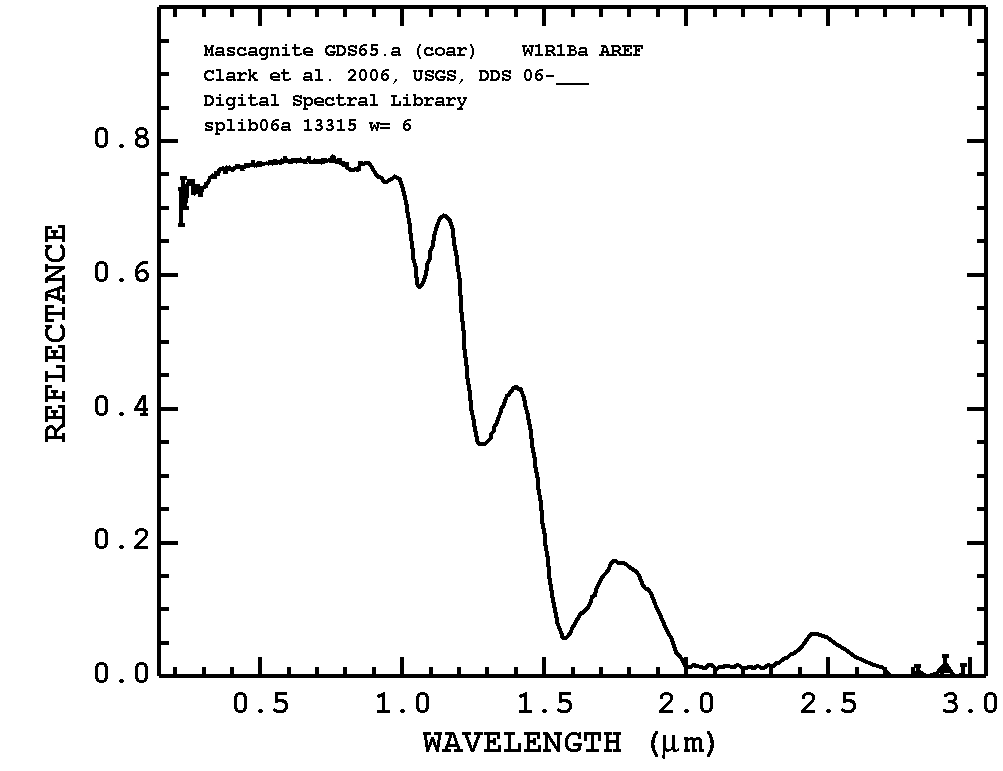 Mascagnite GDS65.a (coar) W1R1Ba AREF
Clark et al. 2006, USGS, DDS 06-___
Digital Spectral Library
splib06a 13315 w= 6
REFLECTANCE
0.8
0.6
0.4
0.2
0.0
0.5 1.0 1.5 2.0 2.5 3.0
WAVELENGTH (μm)